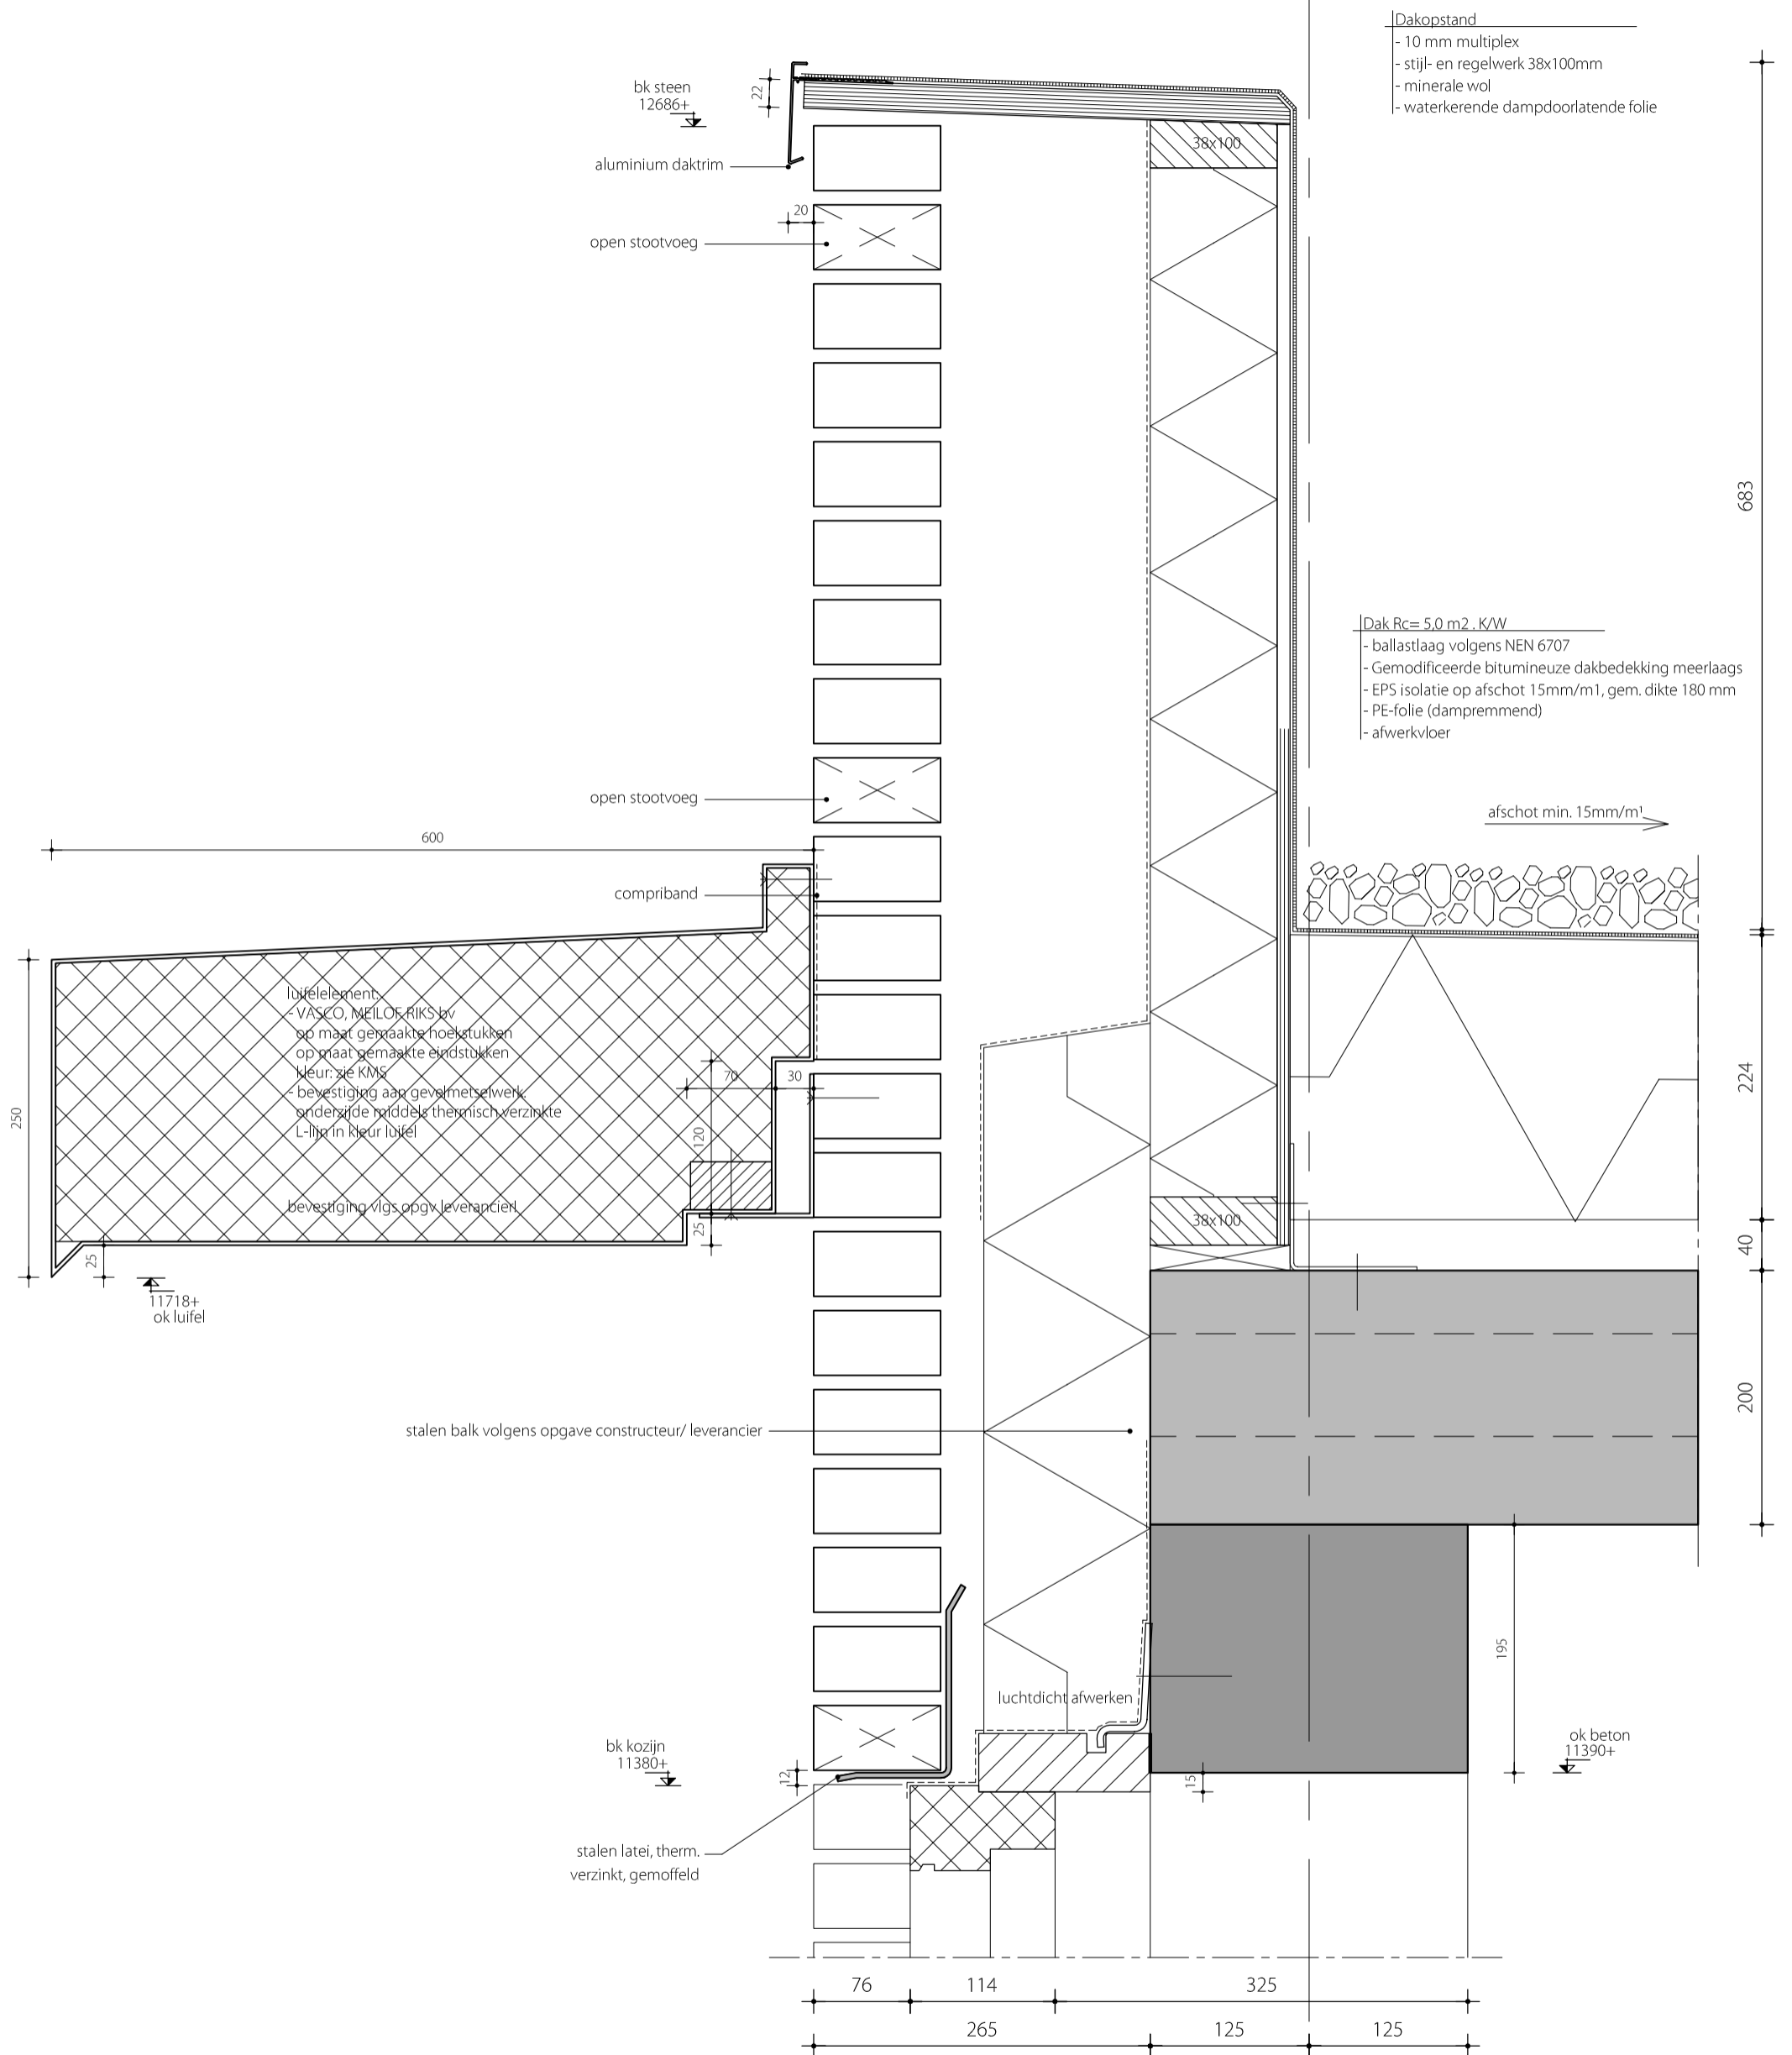 Dakopstand
- 10 mm multiplex
- stijl- en regelwerk 38x100mm
- minerale wol
- waterkerende dampdoorlatende folie
bk steen
12686+
22
aluminium daktrim
38x100
20
open stootvoeg
683
Dak Rc= 5,0 m2 . K/W
- ballastlaag volgens NEN 6707
- Gemodificeerde bitumineuze dakbedekking meerlaags
- EPS isolatie op afschot 15mm/m1, gem. dikte 180 mm
- PE-folie (dampremmend)
- afwerkvloer
open stootvoeg
afschot min. 15mm/m¹
600
compriband
luifelelement:
- VASCO, MEILOF RIKS bv
op maat gemaakte hoekstukken
op maat gemaakte eindstukken
kleur: zie KMS
- bevestiging aan gevelmetselwerk.
onderzijde middels thermisch verzinkte
L-lijn in kleur luifel
bevestiging vlgs opgv leverancierl
250
70
30
120
25
25
224
38x100
40
11718+
ok luifel
200
stalen balk volgens opgave constructeur/ leverancier
195
luchtdicht afwerken
bk kozijn
11380+
12
15
ok beton
11390+
stalen latei, therm.
verzinkt, gemoffeld
76
114
325
265
125
125